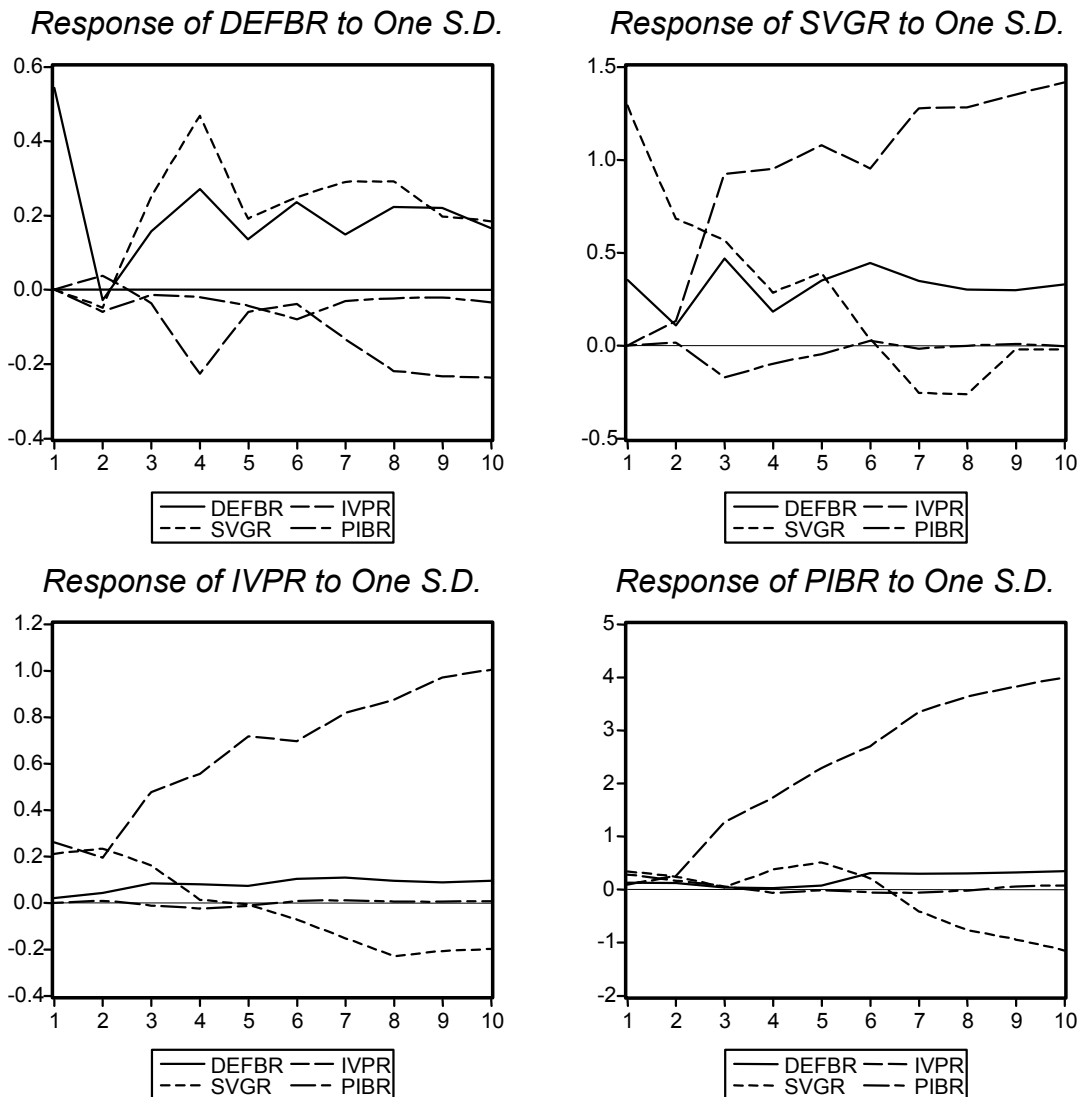 Response of DEFBR to One S.D.
0.6
0.4
0.2
0.0
-0.2
-0.4
1 2 3 4 5 6 7 8 9 10
DEFBR IVPR
SVGR PIBR
Response of SVGR to One S.D.
1.5
1.0
0.5
0.0
-0.5
1 2 3 4 5 6 7 8 9 10
DEFBR IVPR
SVGR PIBR
Response of IVPR to One S.D.
1.2
1.0
0.8
0.6
0.4
0.2
0.0
-0.2
-0.4
1 2 3 4 5 6 7 8 9 10
DEFBR IVPR
SVGR PIBR
Response of PIBR to One S.D.
5
4
3
2
1
0
-1
-2
1 2 3 4 5 6 7 8 9 10
DEFBR IVPR
SVGR PIBR